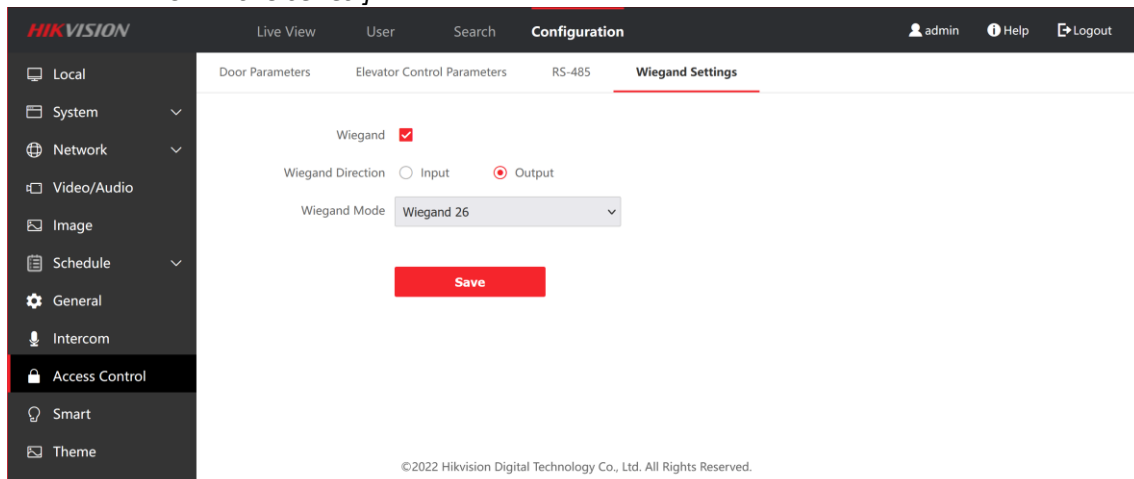 HIKVISION Live View User Search Configuration admin Help Logout
Local
System
Network
Video/Audio
Image
Schedule
General
Intercom
Access Control
Smart
Theme
Door Parameters Elevator Control Parameters RS-485 Wiegand Settings
Wiegand
Wiegand Direction Input Output
Wiegand Mode Wiegand 26
Save
©2022 Hikvision Digital Technology Co., Ltd. All Rights Reserved.